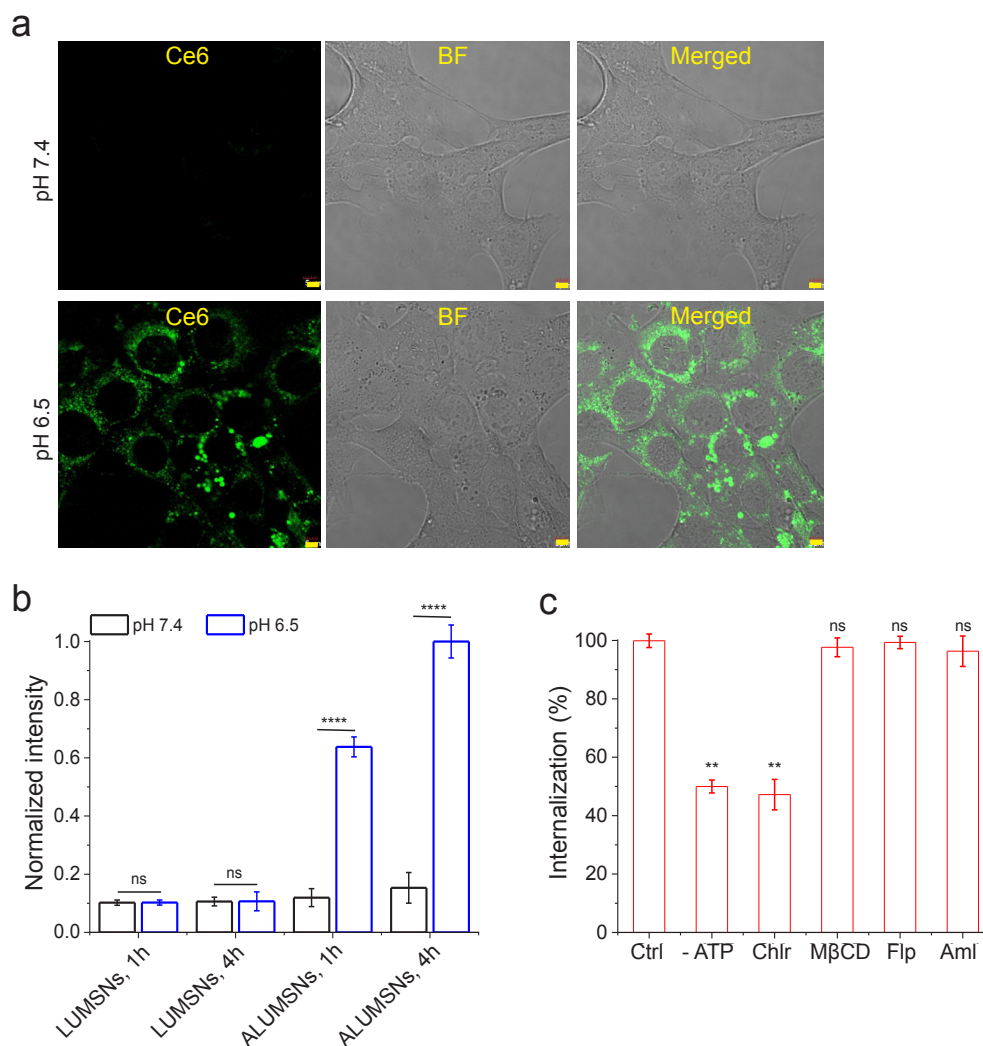 a
Ce6 BF Merged
pH 7.4
Ce6 BF Merged
pH 6.5
b
pH 7.4 pH 6.5
Normalized intensity
1.0
0.8
0.6
0.4
0.2
0.0
ns
ns
****
****
LUMSNs, 1h
LUMSNs, 4h
ALUMSNs, 1h
ALUMSNs, 4h
c
Internalization (%)
100
80
60
40
20
0
** ** ns ns ns
Ctrl - ATP Chlr MβCD Flp Aml